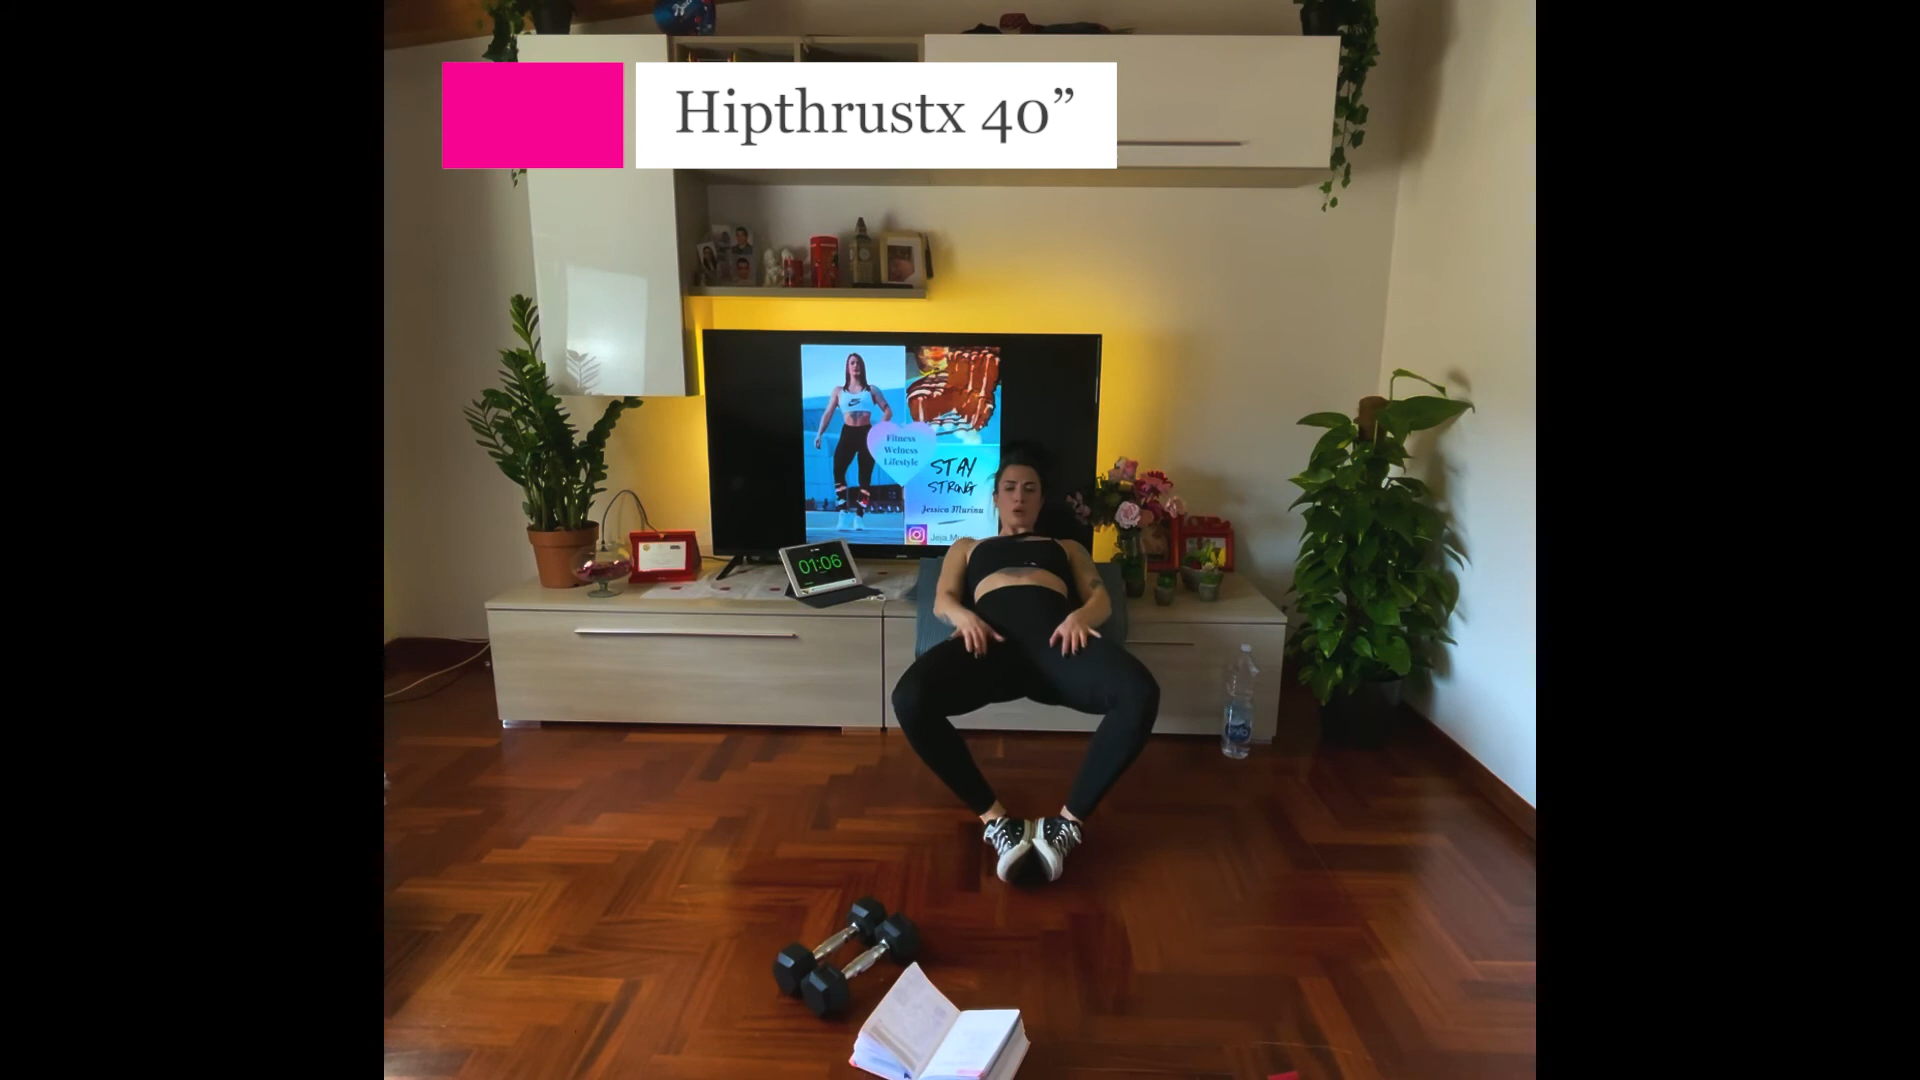 Hipthrustx 40”
Fitness
Welness
Lifestyle
STAY
STRONG
Jessica Murinu
01:06